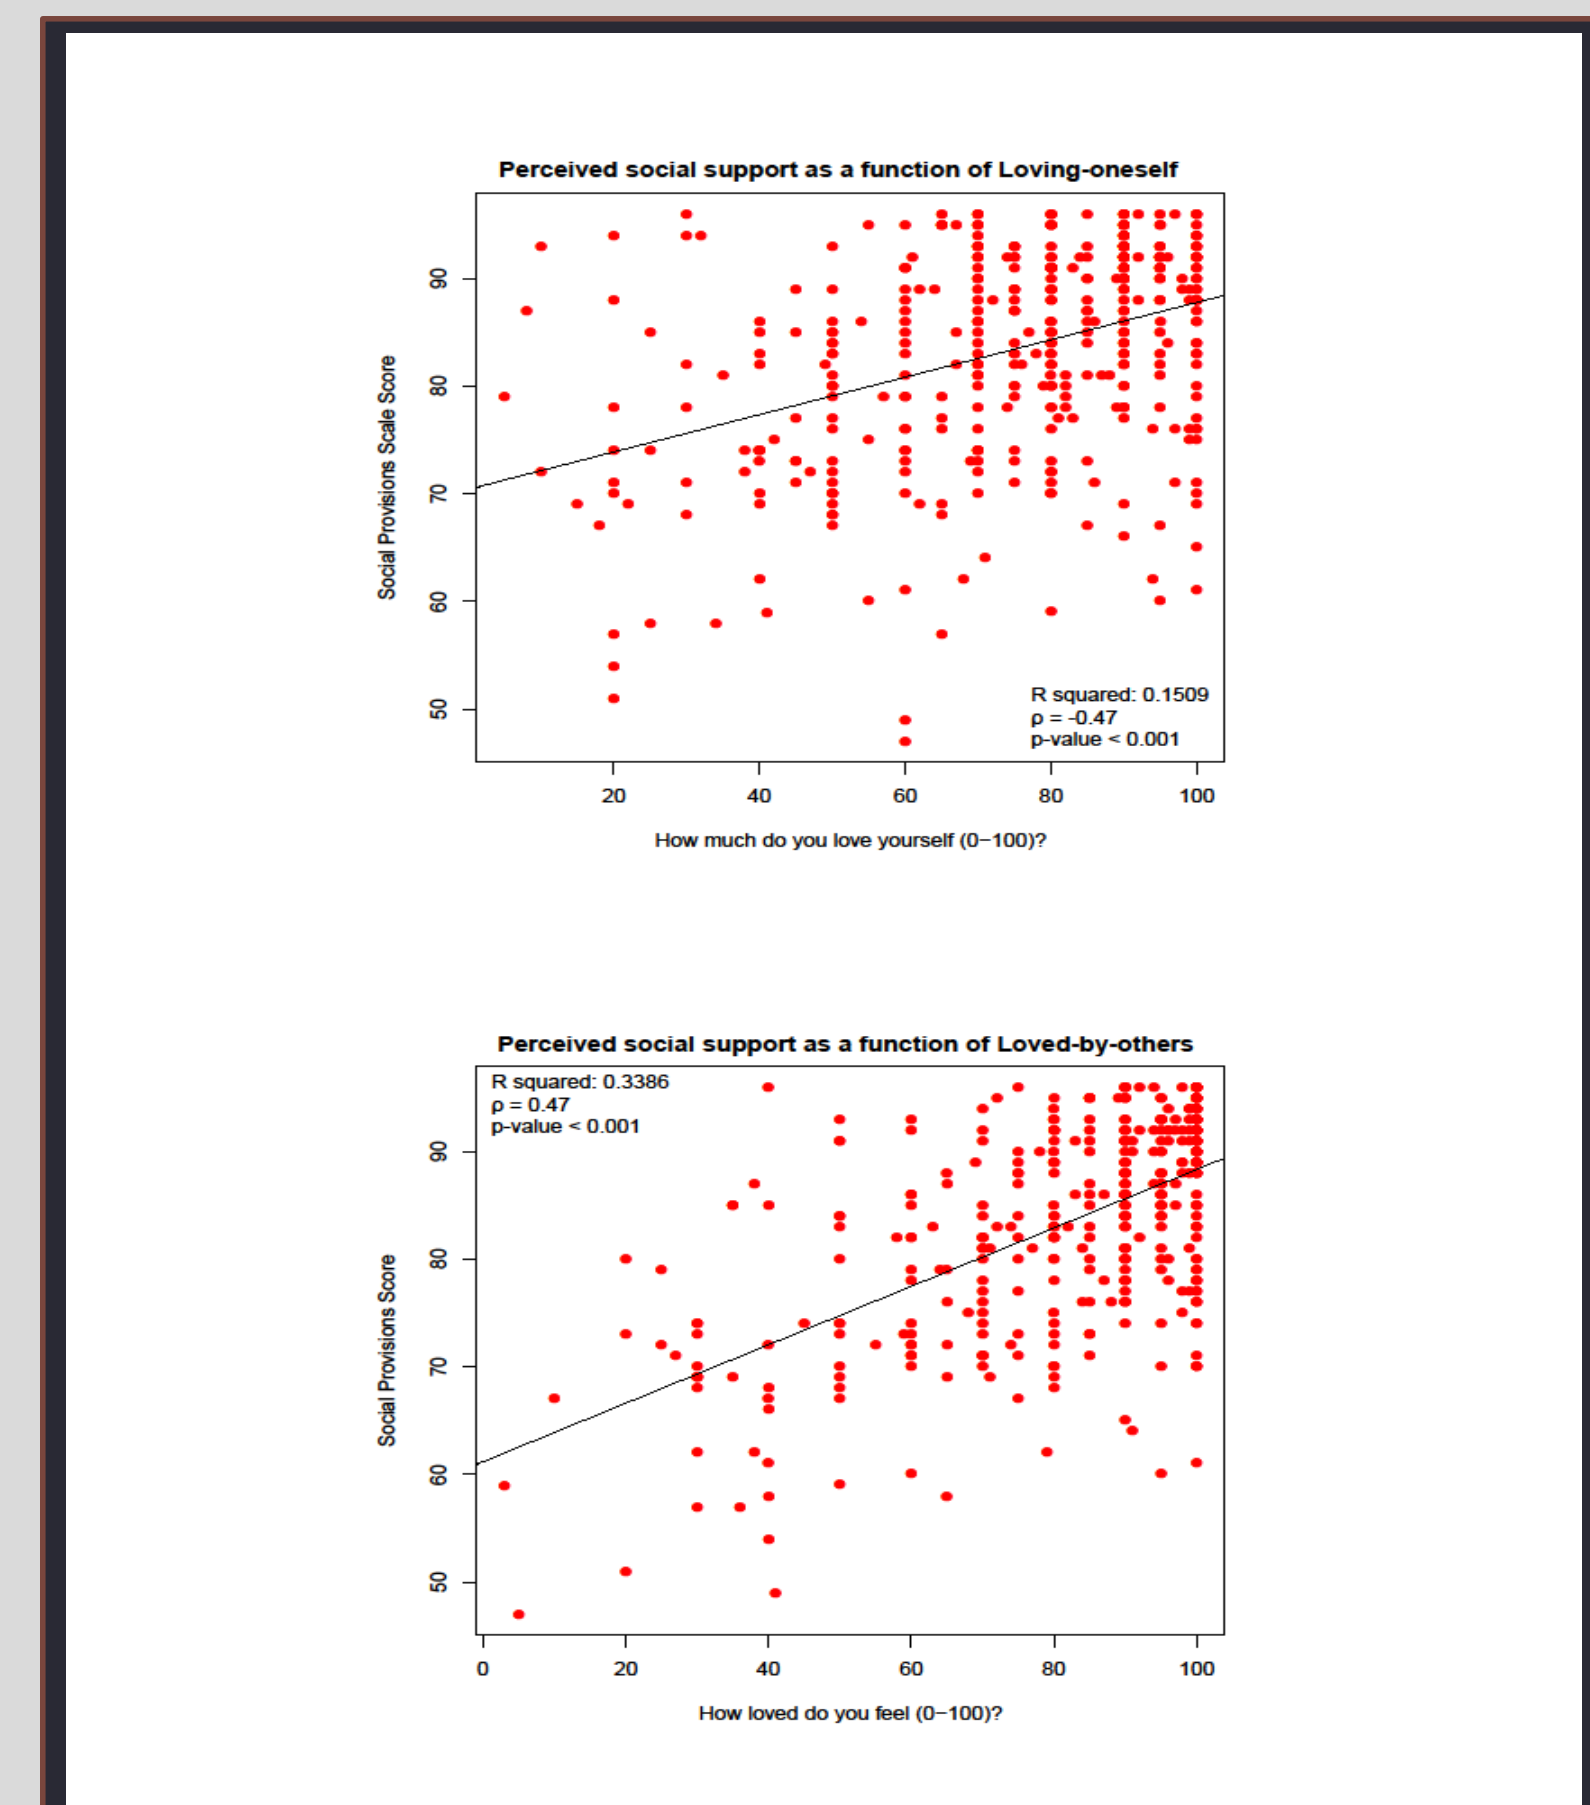 Perceived social support as a function of Loving-oneself
Social Provisions Scale Score
90
80
70
60
50
R squared: 0.1509
ρ = -0.47
p-value < 0.001
20 40 60 80 100
How much do you love yourself (0−100)?
Perceived social support as a function of Loved-by-others
R squared: 0.3386
ρ = 0.47
p-value < 0.001
Social Provisions Score
90
80
70
60
50
0 20 40 60 80 100
How loved do you feel (0−100)?